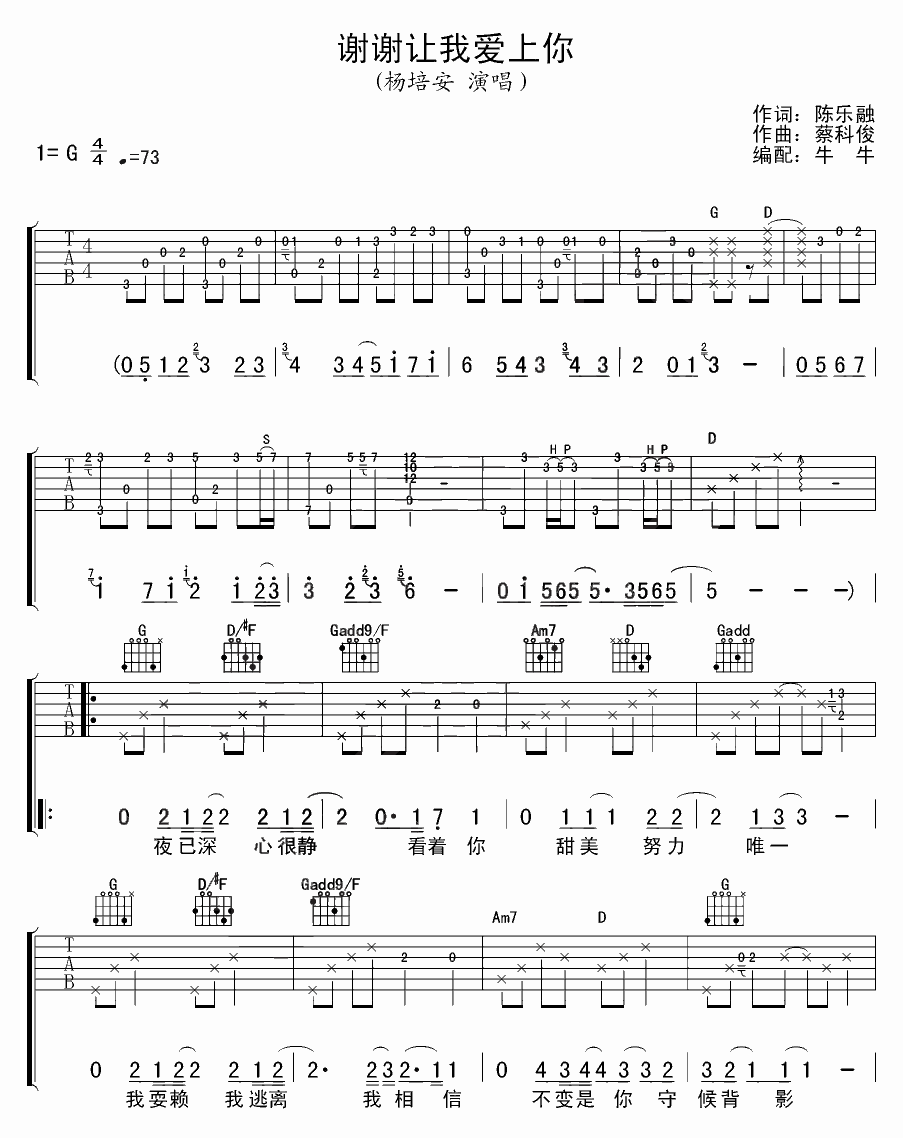 谢谢让我爱上你
(杨培安 演唱)
作词：陈乐融
作曲：蔡科俊
编配：牛 牛
1=G 4/4 ♩.=73
G D
T A B 4 4
(0 5 1 2 3 2 3 4 3 4 5 1 7 1 6 5 4 3 4 3 2 0 1 3 - 0 5 6 7
S H P H P D
T A B
1 7 1 2 1 2 3 3 2 3 6 - 0 1 5 6 5 5· 3 5 6 5 5 - - -)
G D/#F Gadd9/F Am7 D Gadd
T A B
0 2 1 2 2 2 1 2 2 0· 1 7 1 0 1 1 1 2 2 2 1 3 3 -
夜已深 心很静 看着 你 甜美 努力 唯一
G D/#F Gadd9/F Am7 D G
T A B
0 2 1 2 2 2 1 2 2· 2 3 2· 1 1 0 4 3 4 4 3 3 2 3 2 1 1 1 -
我耍赖 我逃离 我 相 信 不变是 你 守 候背 影